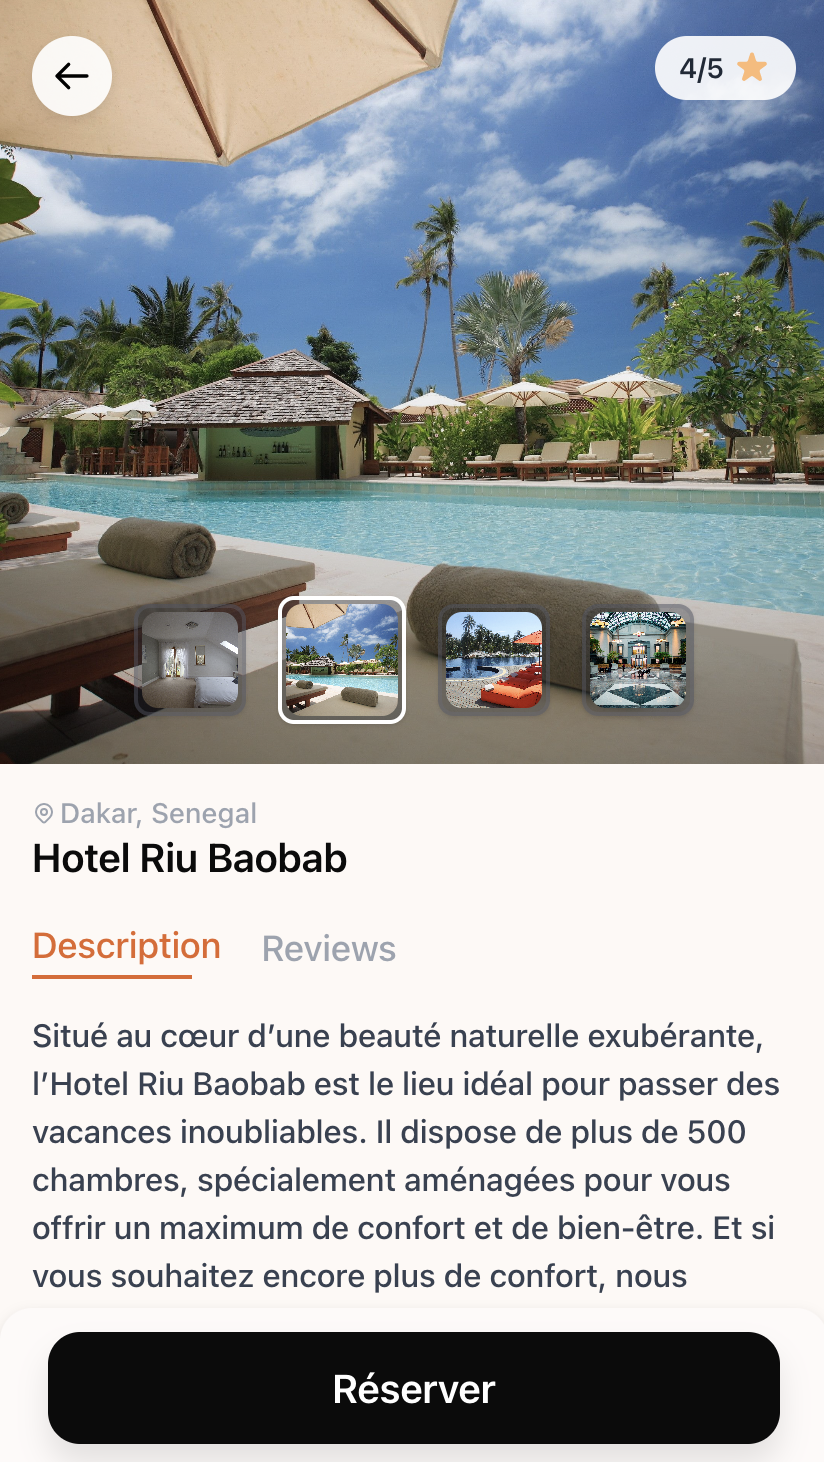 4/5
Dakar, Senegal
Hotel Riu Baobab
Description Reviews
Situé au cœur d’une beauté naturelle exubérante,
l’Hotel Riu Baobab est le lieu idéal pour passer des
vacances inoubliables. Il dispose de plus de 500
chambres, spécialement aménagées pour vous
offrir un maximum de confort et de bien-être. Et si
vous souhaitez encore plus de confort, nous
Réserver